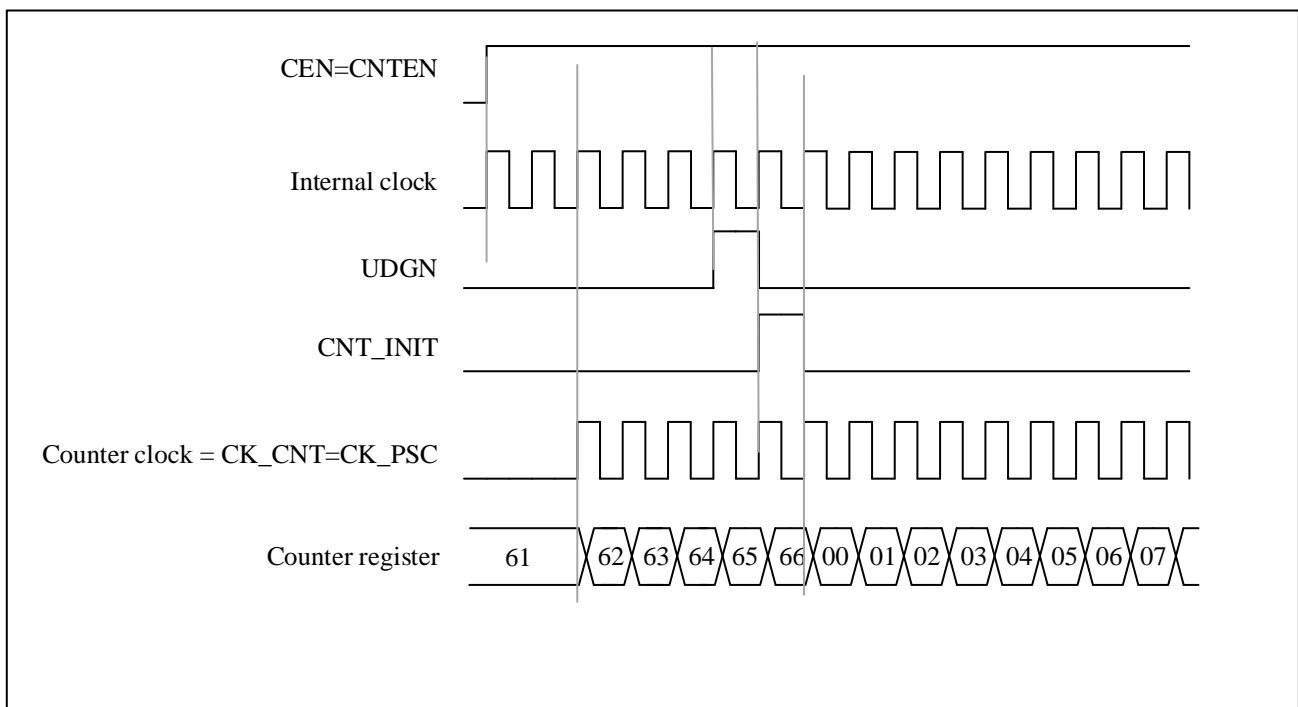 CEN=CNTEN
Internal clock
UDGN
CNT_INIT
Counter clock = CK_CNT=CK_PSC
Counter register
61 62 63 64 65 66 00 01 02 03 04 05 06 07